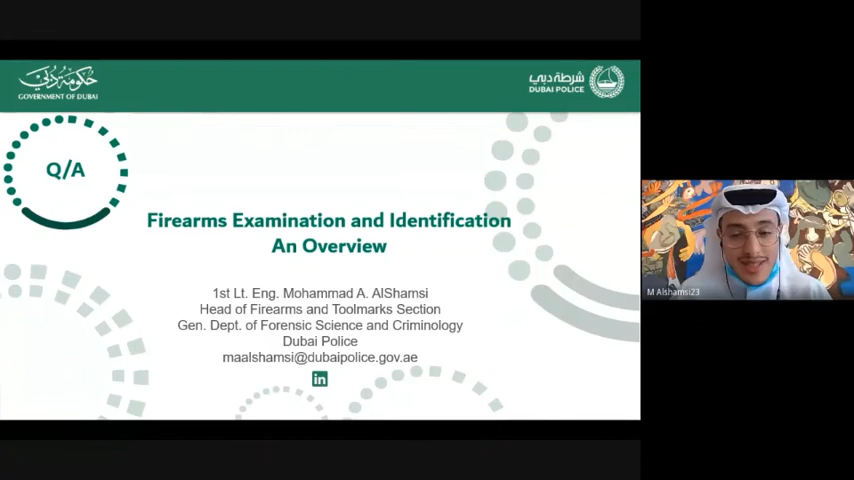 حكومة دبي
GOVERNMENT OF DUBAI
شرطة دبي
DUBAI POLICE
Q/A
Firearms Examination and Identification
An Overview
1st Lt. Eng. Mohammad A. AlShamsi
Head of Firearms and Toolmarks Section
Gen. Dept. of Forensic Science and Criminology
Dubai Police
maalshamsi@dubaipolice.gov.ae
in
M Alshamsi23